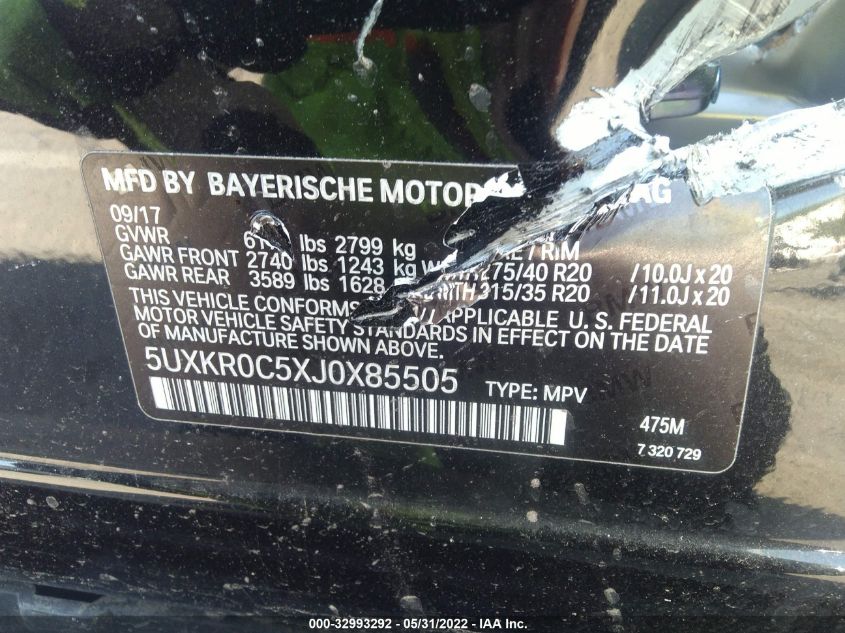 MFD BY BAYERISCHE MOTOR AG
09/17
GVWR lbs 2799 kg / RIM
GAWR FRONT 2740 lbs 1243 kg 275/40 R20 /10.0J x 20
GAWR REAR 3589 lbs 1628 WITH 315/35 R20 /11.0J x 20
THIS VEHICLE CONFORMS APPLICABLE U. S. FEDERAL
MOTOR VEHICLE SAFETY STANDARDS IN EFFECT ON THE DATE
OF MANUFACTURE SHOWN ABOVE.
5UXKR0C5XJ0X85505 TYPE: MPV
475M
7 320 729
000-32993292 - 05/31/2022 - IAA Inc.